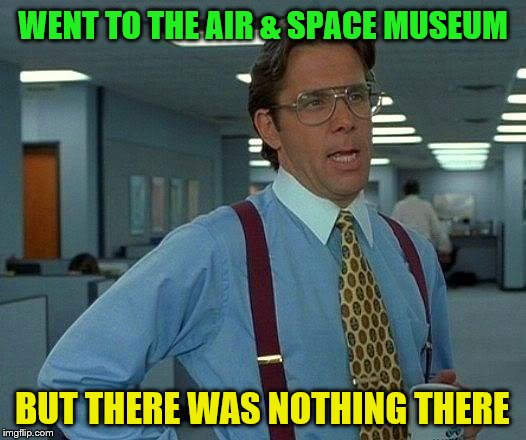 WENT TO THE AIR & SPACE MUSEUM
BUT THERE WAS NOTHING THERE
imgflip.com